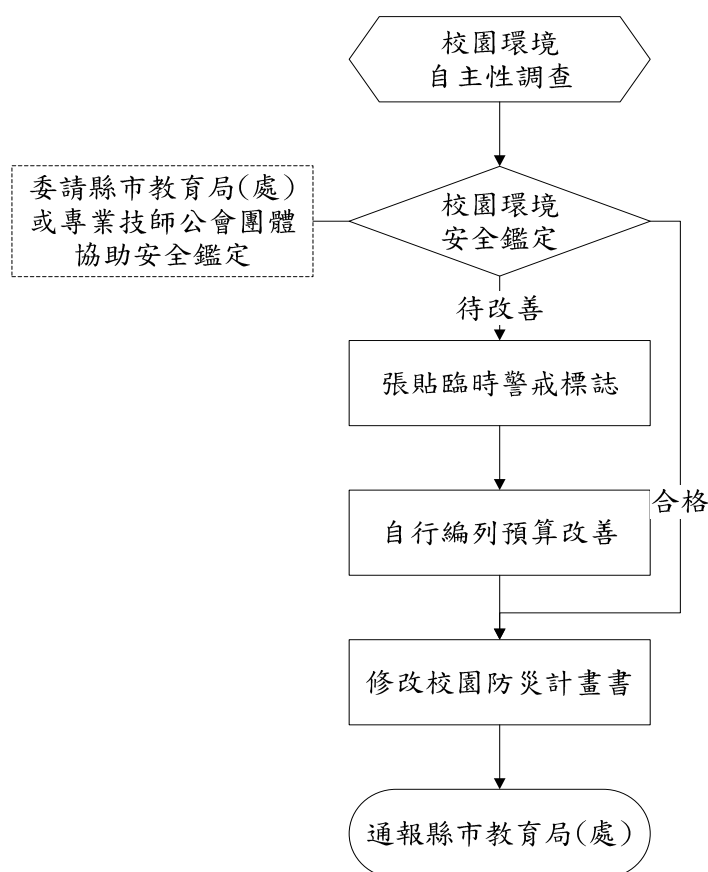 校園環境
自主性調查
委請縣市教育局(處)
或專業技師公會團體
協助安全鑑定
校園環境
安全鑑定
待改善
張貼臨時警戒標誌
自行編列預算改善
合格
修改校園防災計畫書
通報縣市教育局(處)